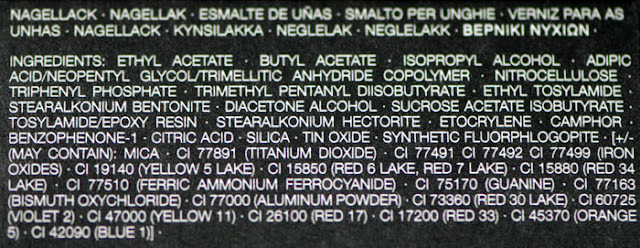 NAGELLACK · NAGELLAK · ESMALTE DE UÑAS · SMALTO PER UNGHIE · VERNIZ PARA AS
UNHAS · NAGELLACK · KYNSILAKKA · NEGLELAK · NEGLELAKK · ΒΕΡΝΙΚΙ ΝΥΧΙΩΝ ·
INGREDIENTS: ETHYL ACETATE · BUTYL ACETATE · ISOPROPYL ALCOHOL · ADIPIC
ACID/NEOPENTYL GLYCOL/TRIMELLITIC ANHYDRIDE COPOLYMER · NITROCELLULOSE ·
TRIPHENYL PHOSPHATE · TRIMETHYL PENTANYL DIISOBUTYRATE · ETHYL TOSYLAMIDE ·
STEARALKONIUM BENTONITE · DIACETONE ALCOHOL · SUCROSE ACETATE ISOBUTYRATE ·
TOSYLAMIDE/EPOXY RESIN · STEARALKONIUM HECTORITE · ETOCRYLENE · CAMPHOR ·
BENZOPHENONE-1 · CITRIC ACID · SILICA · TIN OXIDE · SYNTHETIC FLUORPHLOGOPITE · [+/-
(MAY CONTAIN): MICA · CI 77891 (TITANIUM DIOXIDE) · CI 77491 CI 77492 CI 77499 (IRON
OXIDES) · CI 19140 (YELLOW 5 LAKE) · CI 15850 (RED 6 LAKE, RED 7 LAKE) · CI 15880 (RED 34
LAKE) · CI 77510 (FERRIC AMMONIUM FERROCYANIDE) · CI 75170 (GUANINE) · CI 77163
(BISMUTH OXYCHLORIDE) · CI 77000 (ALUMINUM POWDER) · CI 73360 (RED 30 LAKE) · CI 60725
(VIOLET 2) · CI 47000 (YELLOW 11) · CI 26100 (RED 17) · CI 17200 (RED 33) · CI 45370 (ORANGE
5) · CI 42090 (BLUE 1)] ·